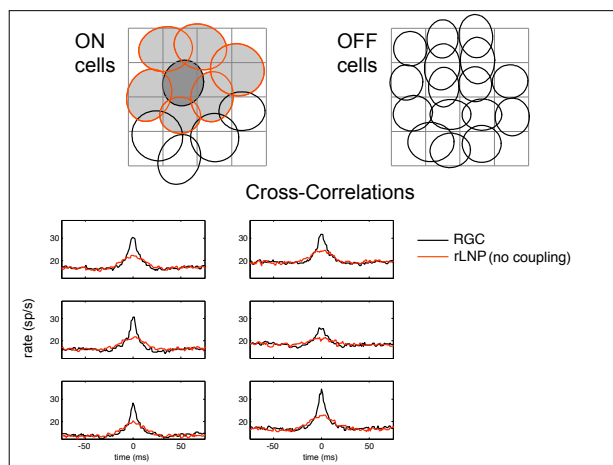 ON cells
OFF cells
Cross-Correlations
RGC
rLNP (no coupling)
rate (sp/s)
30
20
30
20
30
20
30
20
30
20
-50
0
50
time (ms)
30
20
-50
0
50
time (ms)